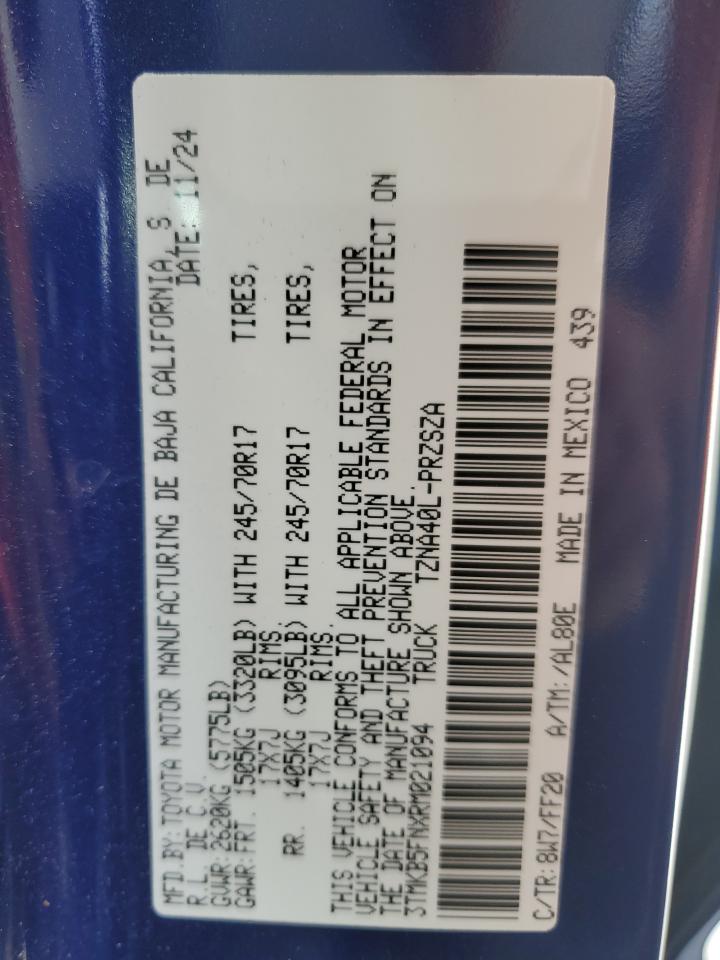 MFD.BY:TOYOTA MOTOR MANUFACTURING DE BAJA CALIFORNIA, S DE
R.L. DE C.V. DATE: 11/24
GVWR:2620KG (5775LB)
GAWR:FRT. 1505KG (3320LB) WITH 245/70R17 TIRES,
17X7J RIMS.
RR. 1405KG (3095LB) WITH 245/70R17 TIRES,
17X7J RIMS.
THIS VEHICLE CONFORMS TO ALL APPLICABLE FEDERAL MOTOR
VEHICLE SAFETY AND THEFT PREVENTION STANDARDS IN EFFECT ON
THE DATE OF MANUFACTURE SHOWN ABOVE.
3TMKB5FNXRM021094 TRUCK TZNA40L-PRZSZA
C/TR:8W7/FF20 A/TM:/AL80E MADE IN MEXICO 439